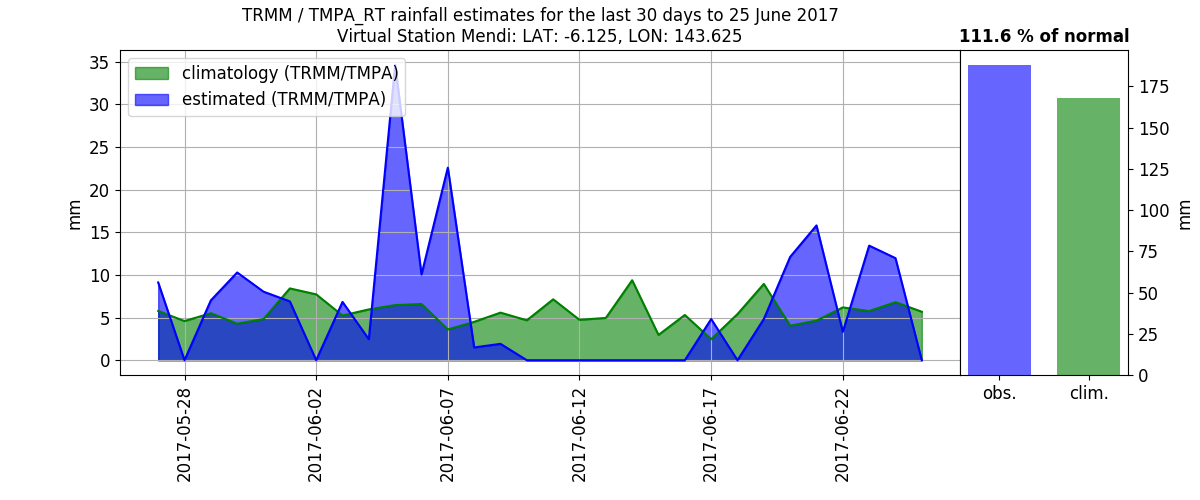 TRMM / TMPA_RT rainfall estimates for the last 30 days to 25 June 2017
Virtual Station Mendi: LAT: -6.125, LON: 143.625
111.6 % of normal
climatology (TRMM/TMPA)
estimated (TRMM/TMPA)
35
30
25
20
15
10
5
0
mm
2017-05-28
2017-06-02
2017-06-07
2017-06-12
2017-06-17
2017-06-22
175
150
125
100
75
50
25
0
mm
obs.
clim.